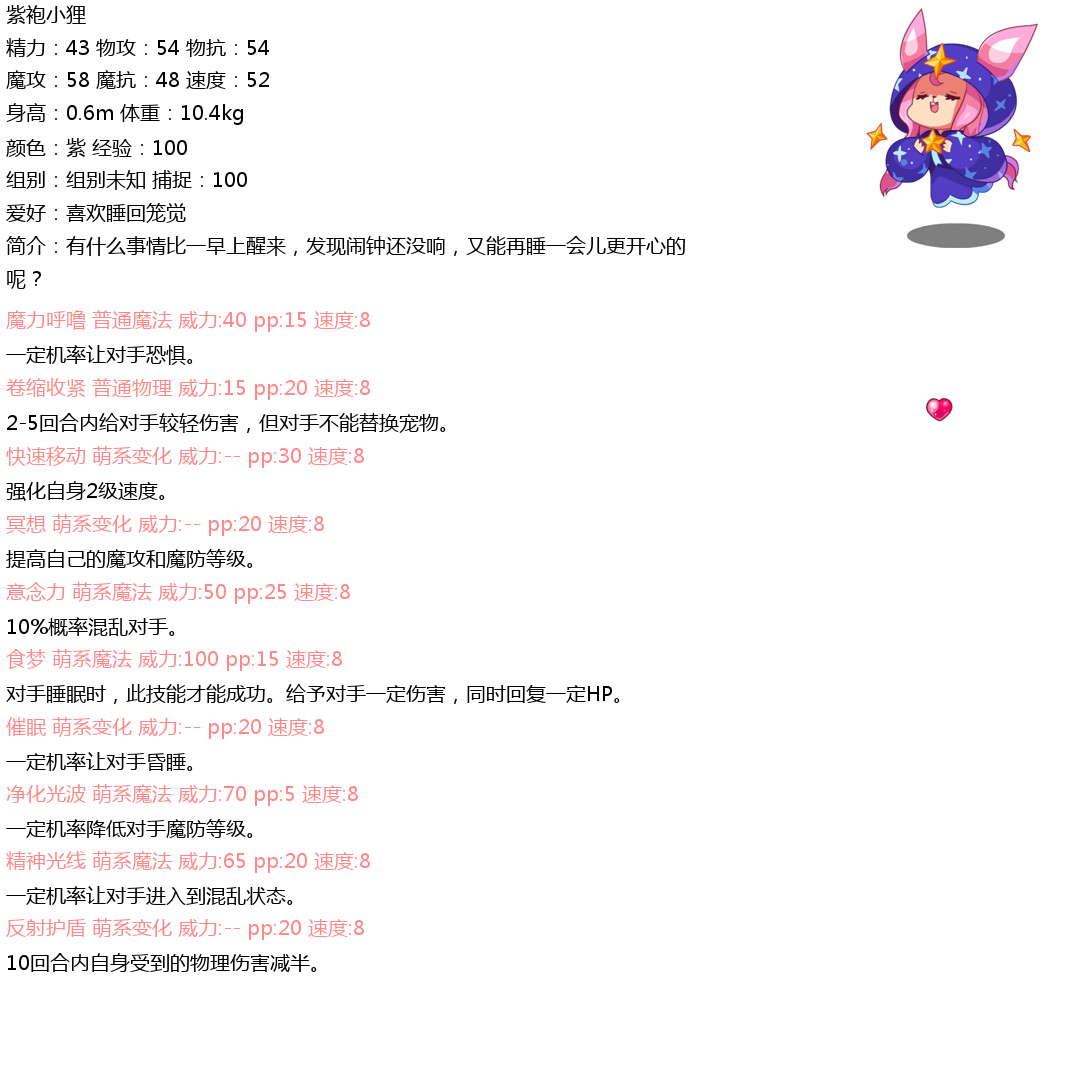 紫袍小狸
精力：43 物攻：54 物抗：54
魔攻：58 魔抗：48 速度：52
身高：0.6m 体重：10.4kg
颜色：紫 经验：100
组别：组别未知 捕捉：100
爱好：喜欢睡回笼觉
简介：有什么事情比一早上醒来，发现闹钟还没响，又能再睡一会儿更开心的
呢？
魔力呼噜 普通魔法 威力:40 pp:15 速度:8
一定机率让对手恐惧。
卷缩收紧 普通物理 威力:15 pp:20 速度:8
2-5回合内给对手较轻伤害，但对手不能替换宠物。
快速移动 萌系变化 威力:-- pp:30 速度:8
强化自身2级速度。
冥想 萌系变化 威力:-- pp:20 速度:8
提高自己的魔攻和魔防等级。
意念力 萌系魔法 威力:50 pp:25 速度:8
10%概率混乱对手。
食梦 萌系魔法 威力:100 pp:15 速度:8
对手睡眠时，此技能才能成功。给予对手一定伤害，同时回复一定HP。
催眠 萌系变化 威力:-- pp:20 速度:8
一定机率让对手昏睡。
净化光波 萌系魔法 威力:70 pp:5 速度:8
一定机率降低对手魔防等级。
精神光线 萌系魔法 威力:65 pp:20 速度:8
一定机率让对手进入到混乱状态。
反射护盾 萌系变化 威力:-- pp:20 速度:8
10回合内自身受到的物理伤害减半。